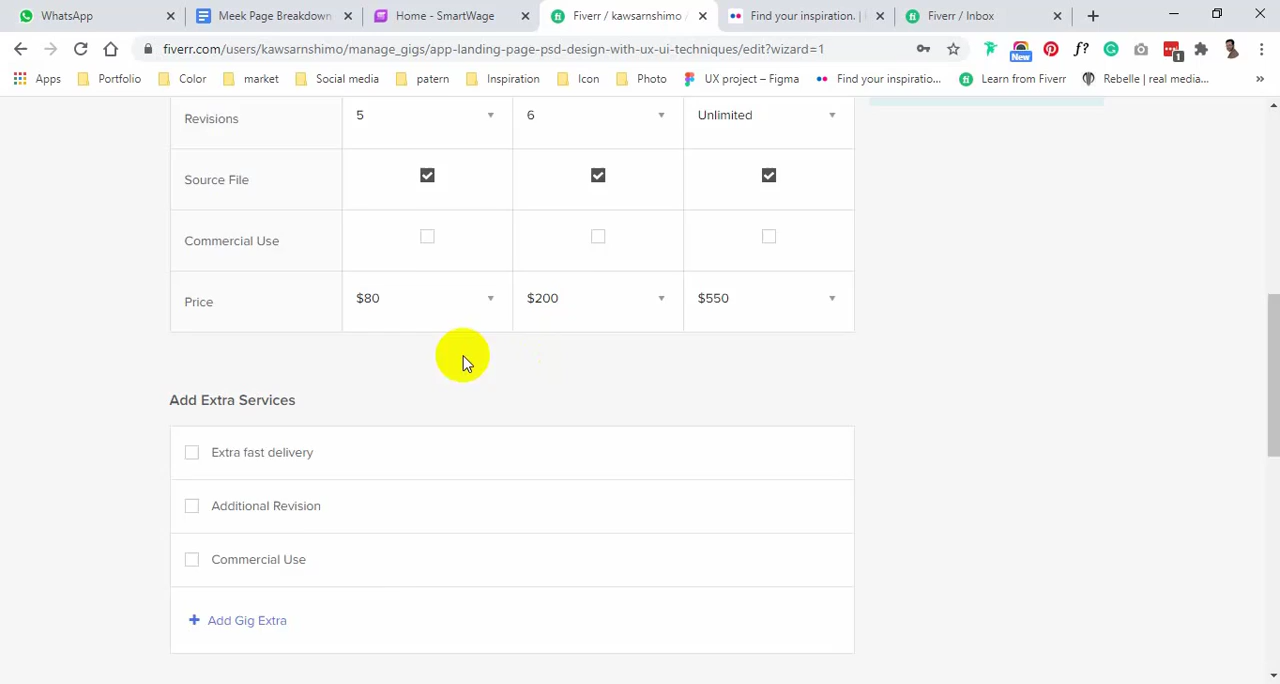 WhatsApp
Meek Page Breakdown
Home - SmartWage
Fiverr / kawsarnshimo /
Find your inspiration. |
Fiverr / Inbox
fiverr.com/users/kawsarnshimo/manage_gigs/app-landing-page-psd-design-with-ux-ui-techniques/edit?wizard=1
f?
New
1
Apps
Portfolio
Color
market
Social media
patern
Inspiration
Icon
Photo
UX project – Figma
Find your inspiratio...
Learn from Fiverr
Rebelle | real media...
»
Revisions 5 6 Unlimited
Source File
Commercial Use
Price $80 $200 $550
Add Extra Services
Extra fast delivery
Additional Revision
Commercial Use
+ Add Gig Extra